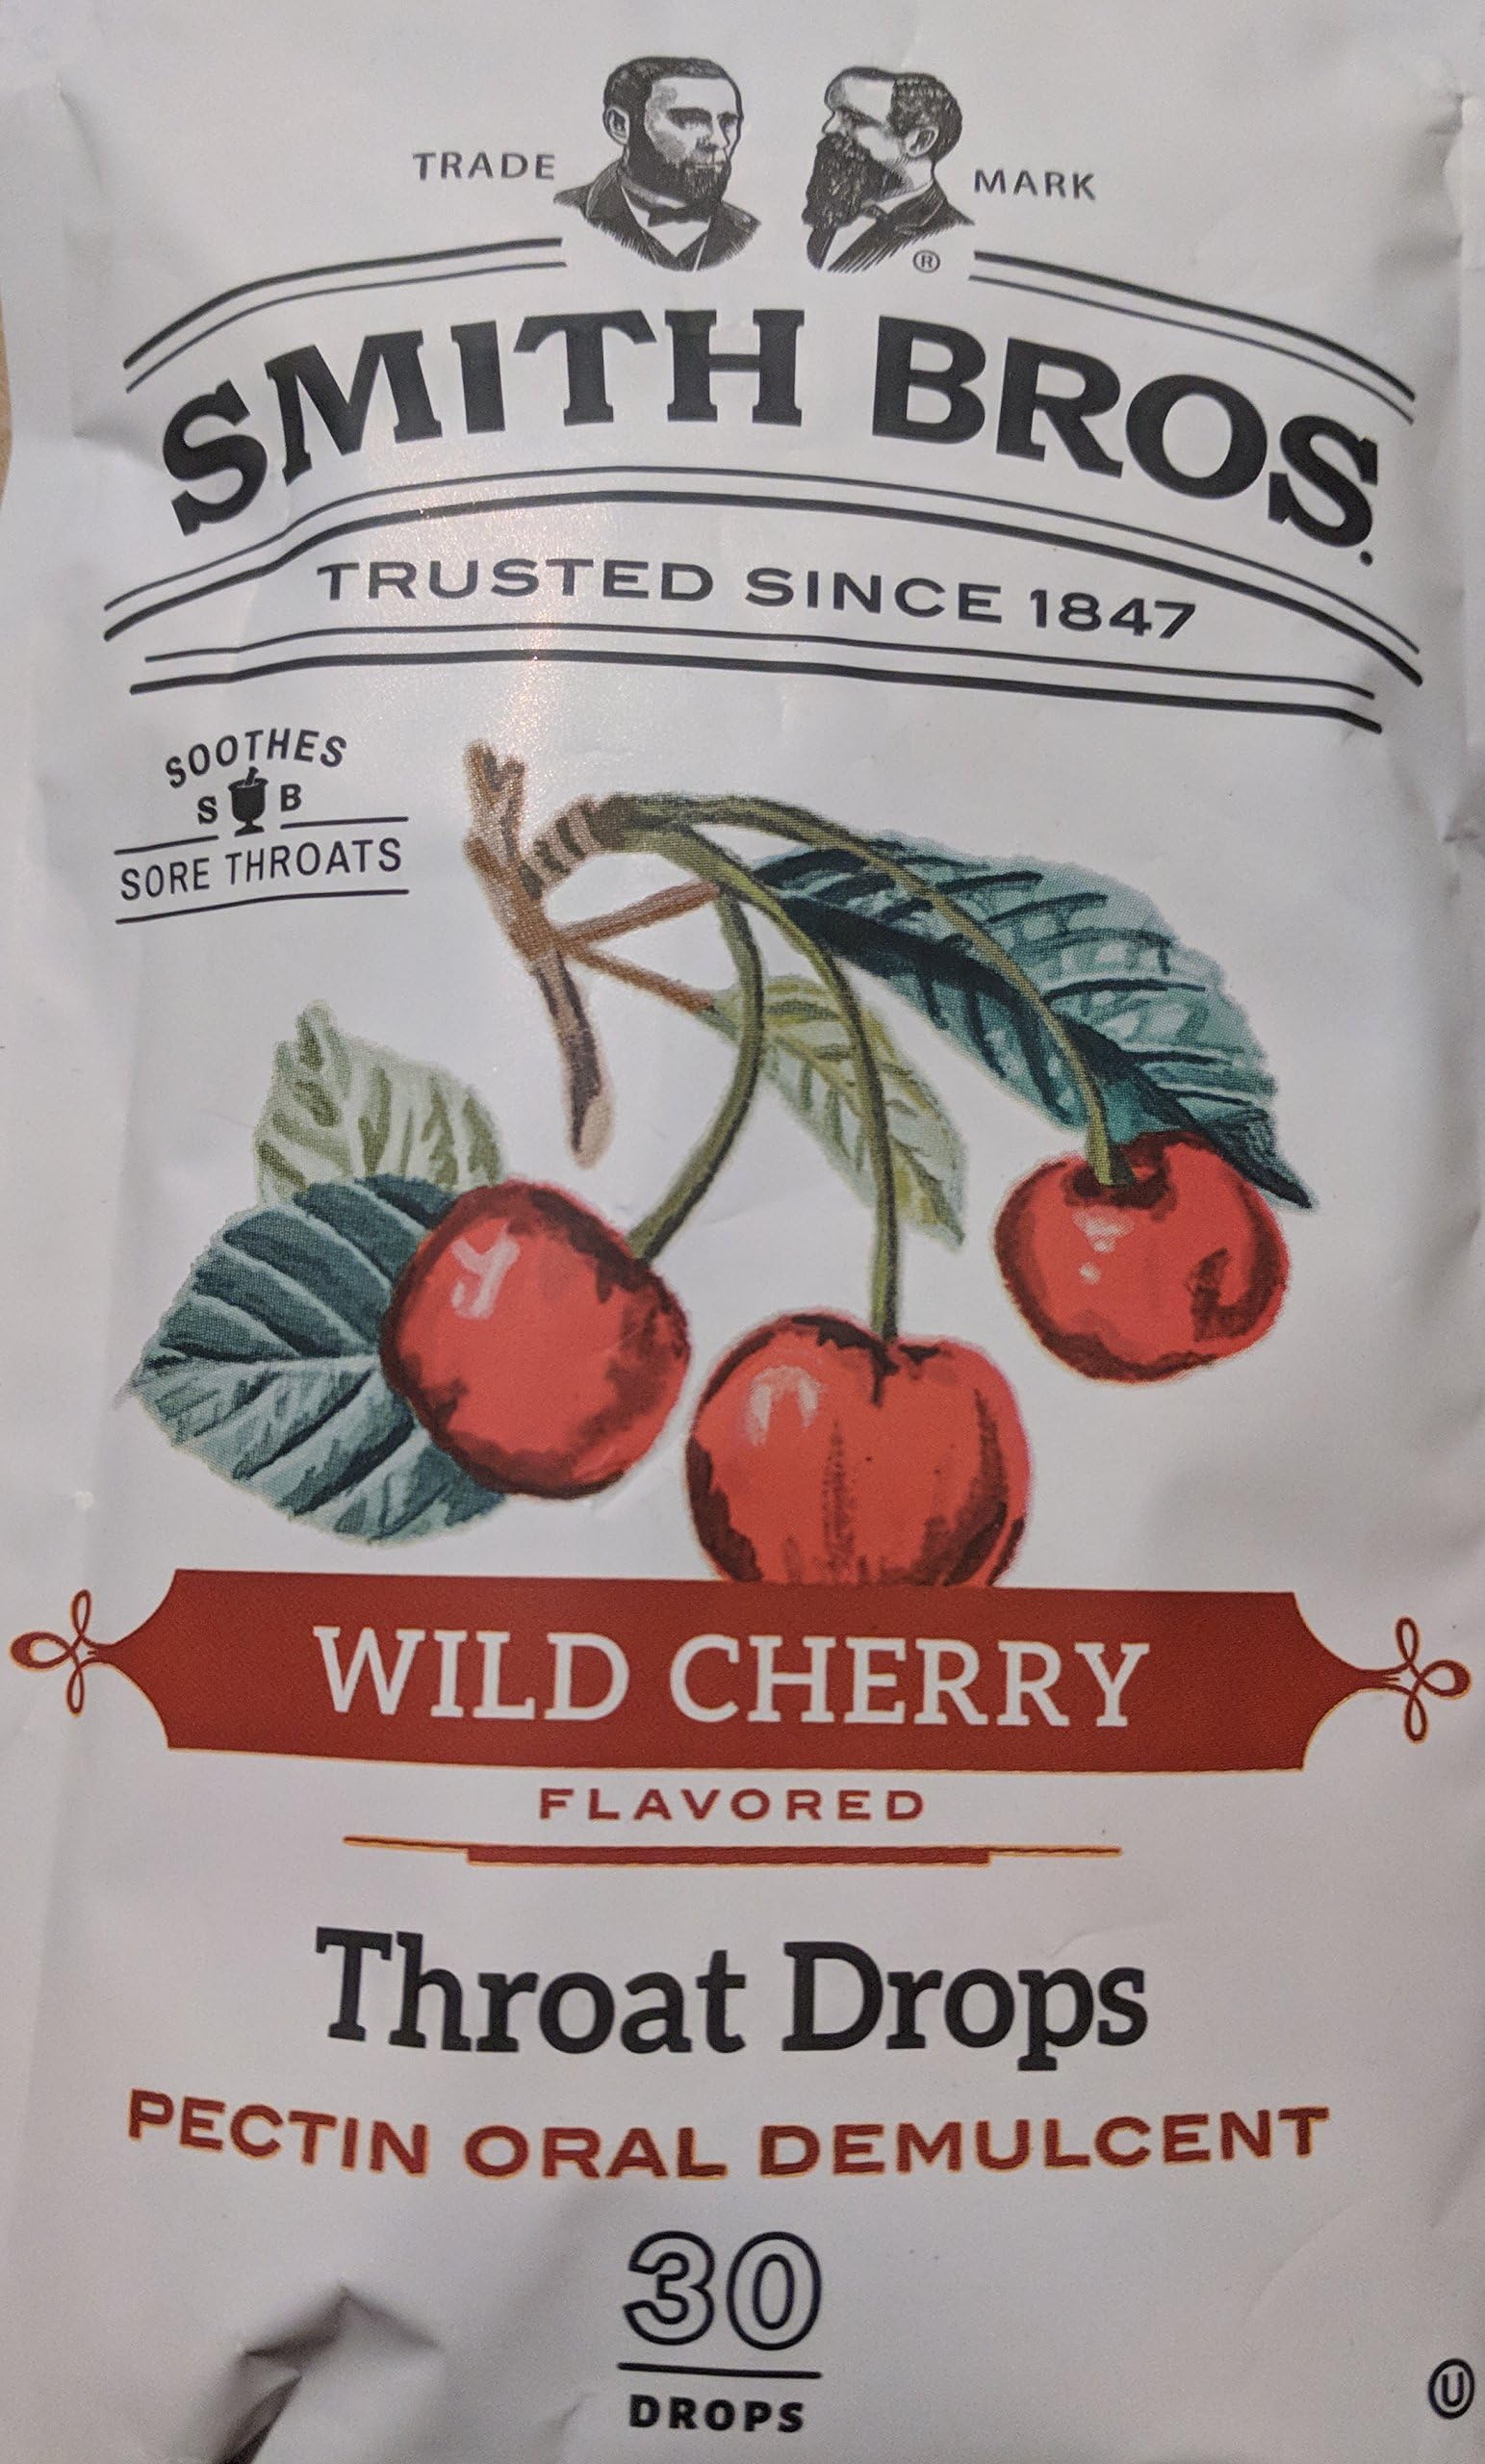 TRADE MARK
®
SMITH BROS.
TRUSTED SINCE 1847
SOOTHES
S B
SORE THROATS
WILD CHERRY
FLAVORED
Throat Drops
PECTIN ORAL DEMULCENT
30
DROPS
U